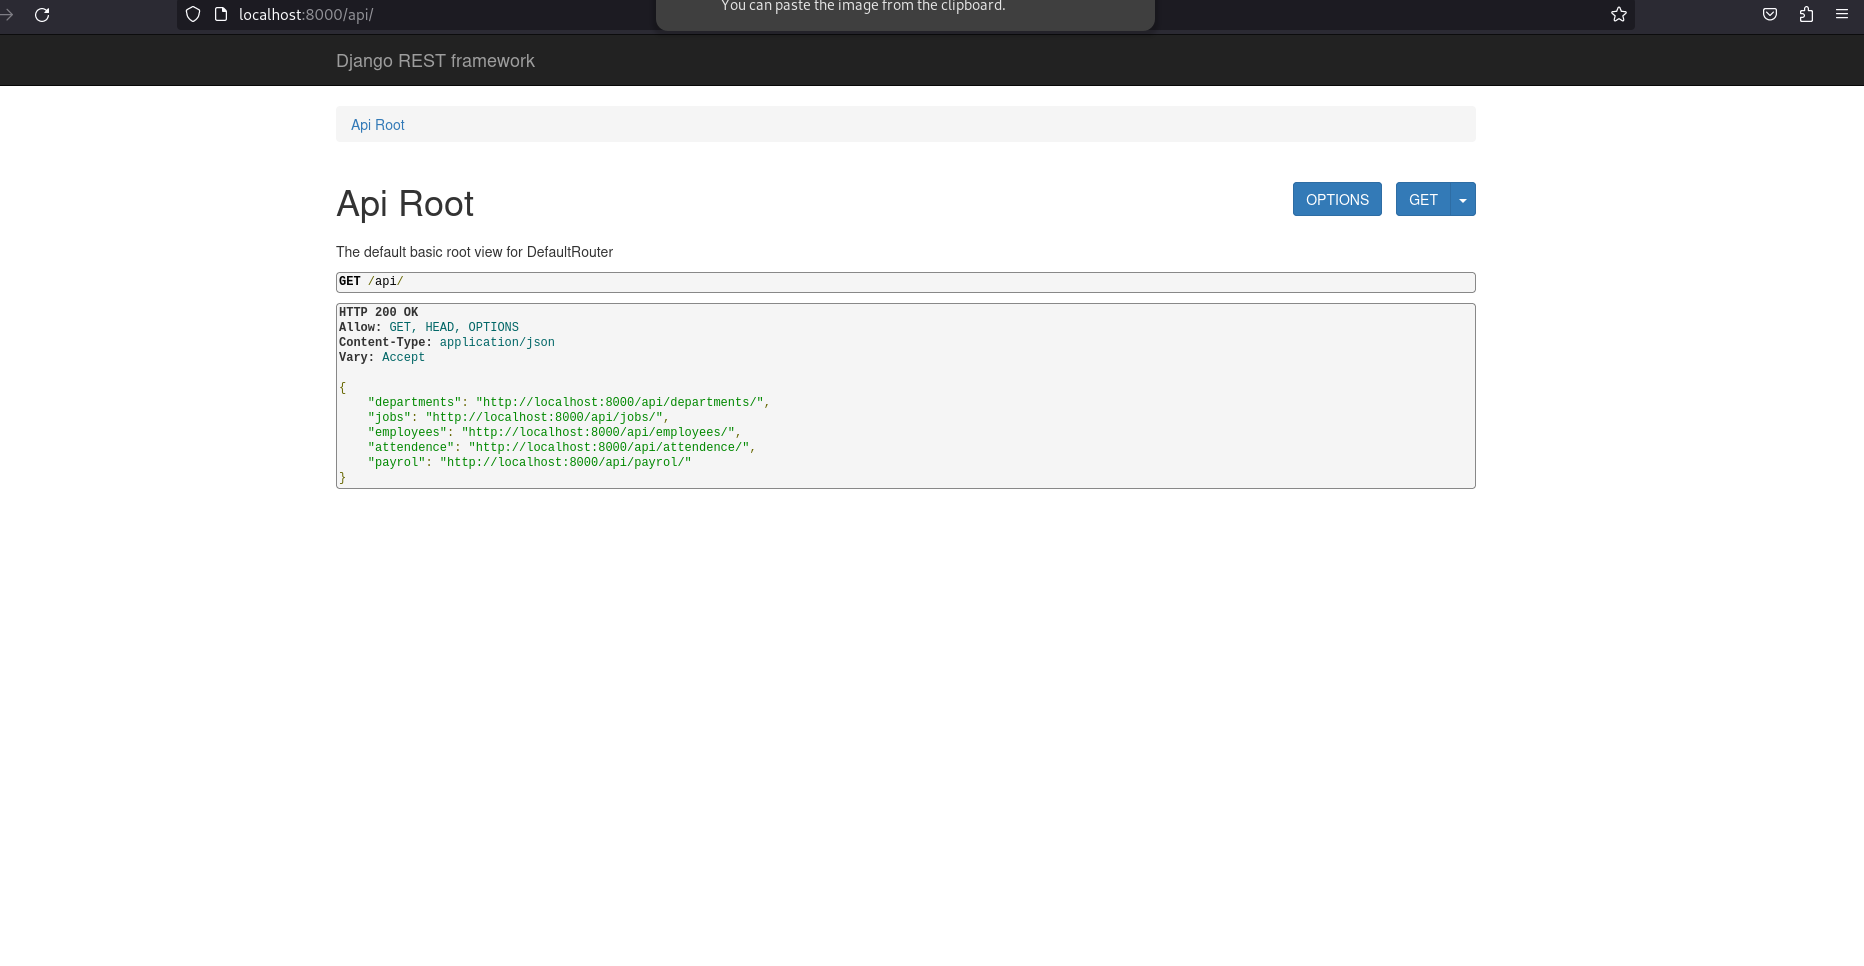 localhost:8000/api/
You can paste the image from the clipboard.
Django REST framework
Api Root
Api Root
OPTIONS
GET
The default basic root view for DefaultRouter
GET /api/
HTTP 200 OK
Allow: GET, HEAD, OPTIONS
Content-Type: application/json
Vary: Accept
{
    "departments": "http://localhost:8000/api/departments/",
    "jobs": "http://localhost:8000/api/jobs/",
    "employees": "http://localhost:8000/api/employees/",
    "attendence": "http://localhost:8000/api/attendence/",
    "payrol": "http://localhost:8000/api/payrol/"
}